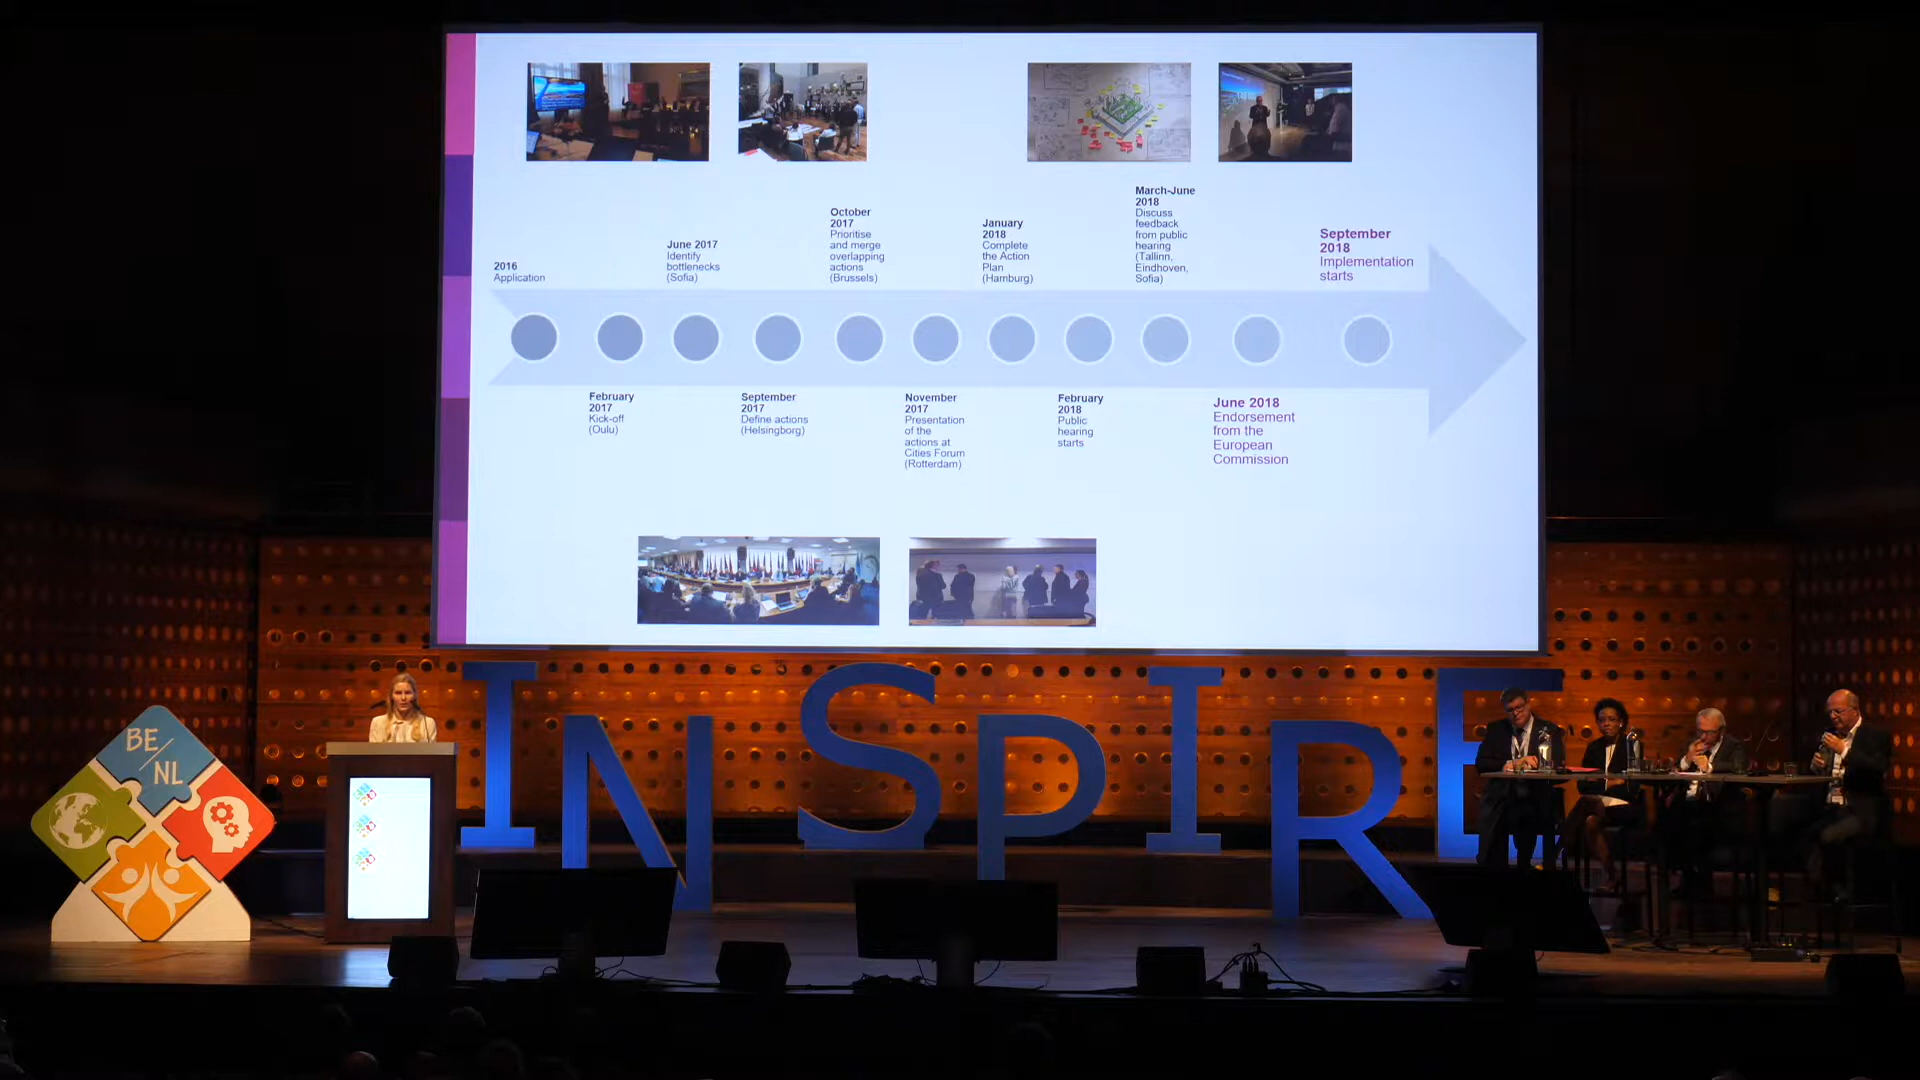 2016
Application
February
2017
Kick-off
(Oulu)
June 2017
Identify
bottlenecks
(Sofia)
September
2017
Define actions
(Helsingborg)
October
2017
Prioritise
and merge
overlapping
actions
(Brussels)
November
2017
Presentation
of the
actions at
Cities Forum
(Rotterdam)
January
2018
Complete
the Action
Plan
(Hamburg)
February
2018
Public
hearing
starts
March-June
2018
Discuss
feedback
from public
hearing
(Tallinn,
Eindhoven,
Sofia)
June 2018
Endorsement
from the
European
Commission
September
2018
Implementation
starts
INSPIRE
BE/
NL